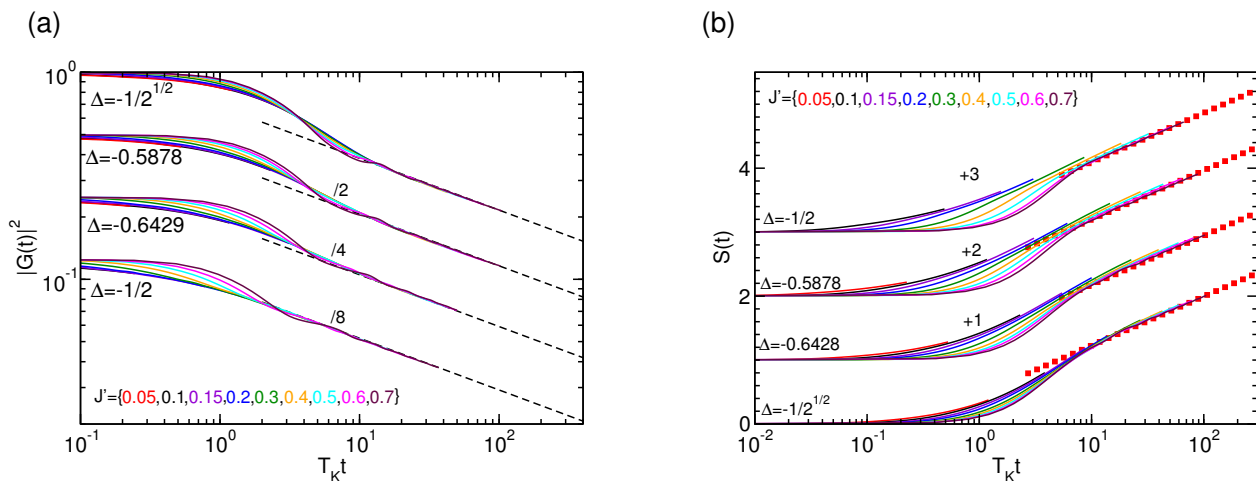 (a)
10^0
Δ=-1/2^{1/2}
Δ=-0.5878
/2
Δ=-0.6429
/4
10^{-1}
Δ=-1/2
/8
J'={0.05,0.1,0.15,0.2,0.3,0.4,0.5,0.6,0.7}
|G(t)|^2
10^{-1} 10^0 10^1 10^2
T_K t
(b)
J'={0.05,0.1,0.15,0.2,0.3,0.4,0.5,0.6,0.7}
4
+3
Δ=-1/2
+2
Δ=-0.5878
2
+1
Δ=-0.6428
Δ=-1/2^{1/2}
0
S(t)
10^{-2} 10^{-1} 10^0 10^1 10^2
T_K t